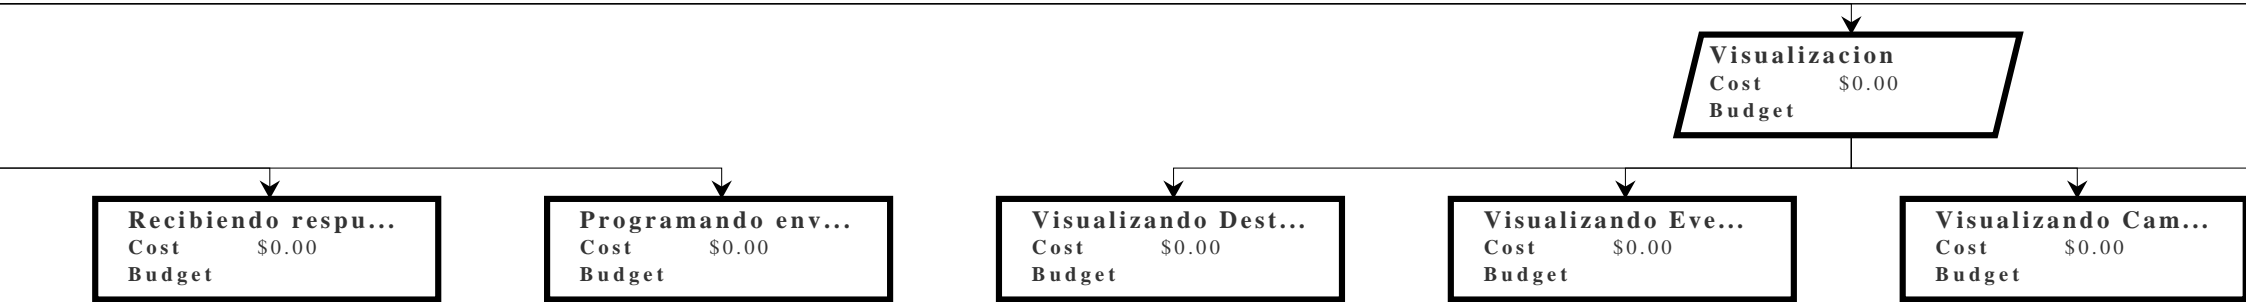 Visualizacion
Cost $0.00
Budget
Recibiendo respu...
Cost $0.00
Budget
Programando env...
Cost $0.00
Budget
Visualizando Dest...
Cost $0.00
Budget
Visualizando Eve...
Cost $0.00
Budget
Visualizando Cam...
Cost $0.00
Budget